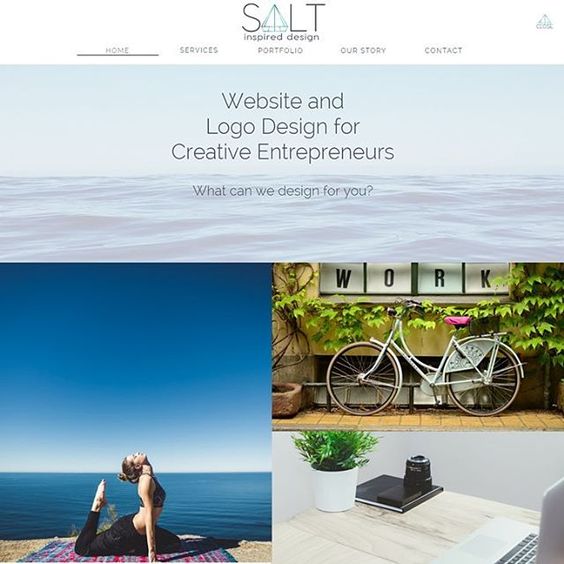 SALT
inspired design
HOME SERVICES PORTFOLIO OUR STORY CONTACT
Website and
Logo Design for
Creative Entrepreneurs
What can we design for you?
WORK